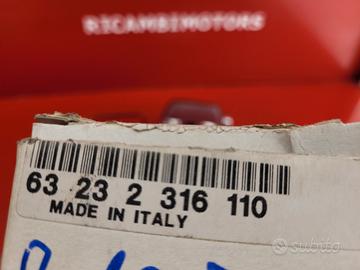 RICAMBIMOTORS
63 23 2 316 110
MADE IN ITALY
subito